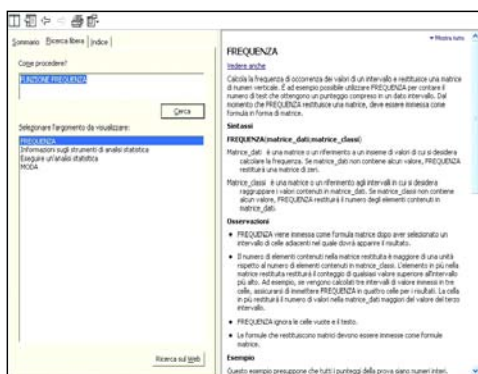 Sommario
Ricerca libera
Indice
Come procedere?
FUNZIONE FREQUENZA
Cerca
Selezionare l'argomento da visualizzare:
FREQUENZA
Informazioni sugli strumenti di analisi statistica
Eseguire un'analisi statistica
MODA
Ricerca sul Web
Mostra tutto
FREQUENZA
Vedere anche
Calcola la frequenza di occorrenza dei valori di un intervallo e restituisce una matrice
di numeri verticale. È ad esempio possibile utilizzare FREQUENZA per contare il
numero di test che ottengono un punteggio compreso in un dato intervallo. Dal
momento che FREQUENZA restituisce una matrice, deve essere immessa come
formula in forma di matrice.
Sintassi
FREQUENZA(matrice_dati;matrice_classi)
Matrice_dati è una matrice o un riferimento a un insieme di valori di cui si desidera
calcolare la frequenza. Se matrice_dati non contiene alcun valore, FREQUENZA
restituirà una matrice di zeri.
Matrice_classi è una matrice o un riferimento agli intervalli in cui si desidera
raggruppare i valori contenuti in matrice_dati. Se matrice_classi non contiene
alcun valore, FREQUENZA restituirà il numero degli elementi contenuti in
matrice_dati.
Osservazioni
• FREQUENZA viene immessa come formula matrice dopo aver selezionato un
intervallo di celle adiacenti nel quale dovrà apparire il risultato.
• Il numero di elementi contenuti nella matrice restituita è maggiore di una unità
rispetto al numero di elementi contenuti in matrice_classi. L'elemento in più nella
matrice restituita restituirà il conteggio di qualsiasi valore superiore all'intervallo
più alto. Ad esempio, se vengono calcolati tre intervalli di valore immessi in tre
celle, assicurarsi di immettere FREQUENZA in quattro celle per i risultati. La cella
in più restituirà il numero di valori nella matrice_dati maggiori del valore del terzo
intervallo.
• FREQUENZA ignora le celle vuote e il testo.
• Le formule che restituiscono matrici devono essere immesse come formule
matrice.
Esempio
Questo esempio presuppone che tutti i punteggi della prova siano numeri interi.